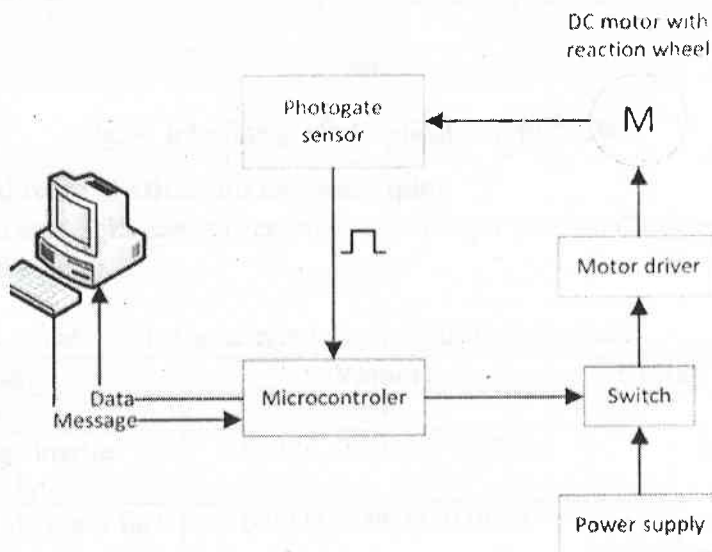 DC motor with
reaction wheel
Photogate
sensor
M
Motor driver
Data
Message
Microcontroler
Switch
Power supply